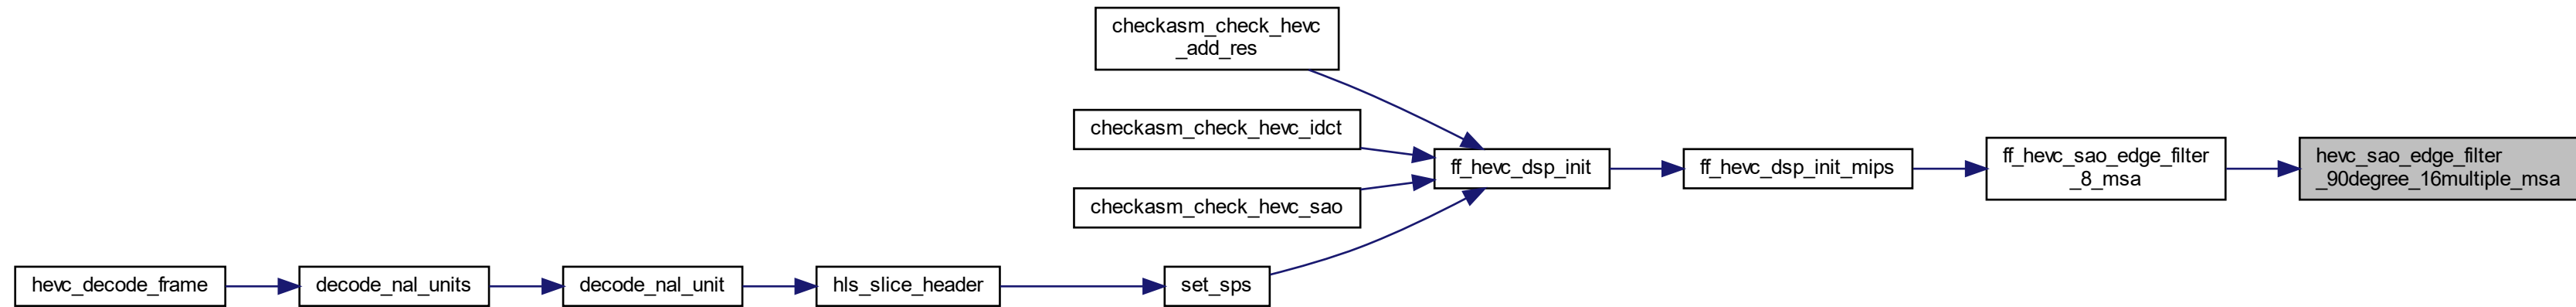 checkasm_check_hevc
_add_res
checkasm_check_hevc_idct
ff_hevc_sao_edge_filter
_8_msa
hevc_sao_edge_filter
_90degree_16multiple_msa
ff_hevc_dsp_init
ff_hevc_dsp_init_mips
checkasm_check_hevc_sao
hevc_decode_frame
decode_nal_units
decode_nal_unit
hls_slice_header
set_sps